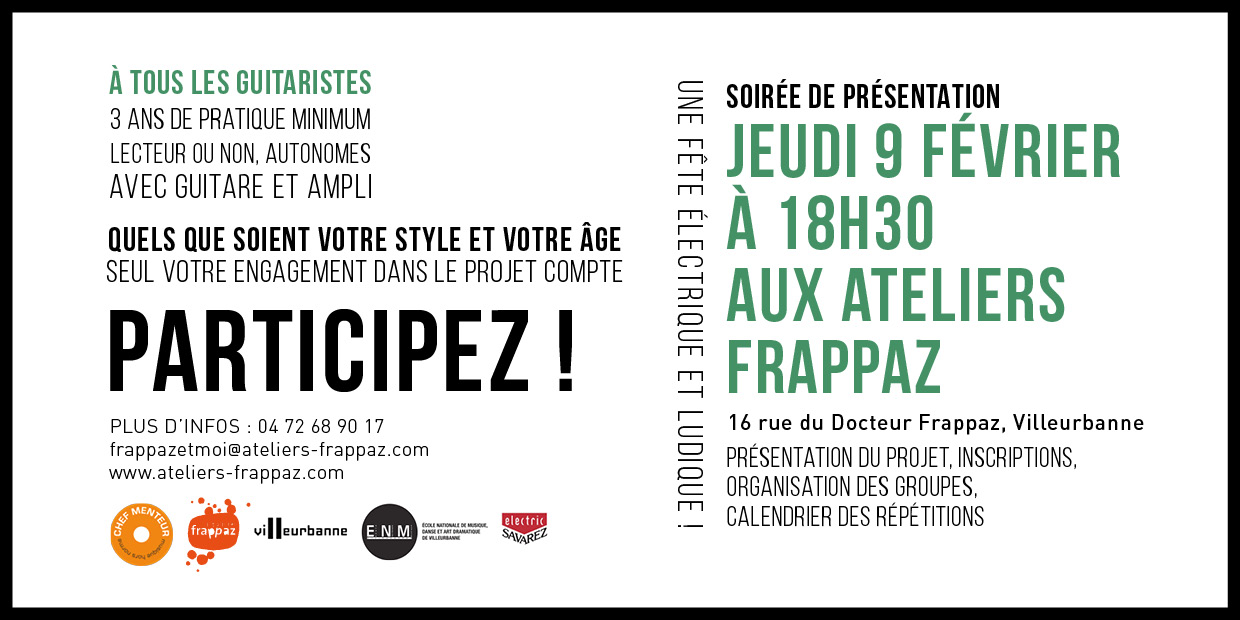 À TOUS LES GUITARISTES
3 ANS DE PRATIQUE MINIMUM
LECTEUR OU NON, AUTONOMES
AVEC GUITARE ET AMPLI
QUELS QUE SOIENT VOTRE STYLE ET VOTRE ÂGE
SEUL VOTRE ENGAGEMENT DANS LE PROJET COMPTE
PARTICIPEZ !
PLUS D'INFOS : 04 72 68 90 17
frappazetmoi@ateliers-frappaz.com
www.ateliers-frappaz.com
CHEF MENTEUR
frappaz
villeurbanne
ENM
ÉCOLE NATIONALE DE MUSIQUE,
DANSE ET ART DRAMATIQUE
DE VILLEURBANNE
electric
SAVAREZ
UNE FÊTE ÉLECTRIQUE ET LUDIQUE !
SOIRÉE DE PRÉSENTATION
JEUDI 9 FÉVRIER
À 18H30
AUX ATELIERS
FRAPPAZ
16 rue du Docteur Frappaz, Villeurbanne
PRÉSENTATION DU PROJET, INSCRIPTIONS,
ORGANISATION DES GROUPES,
CALENDRIER DES RÉPÉTITIONS